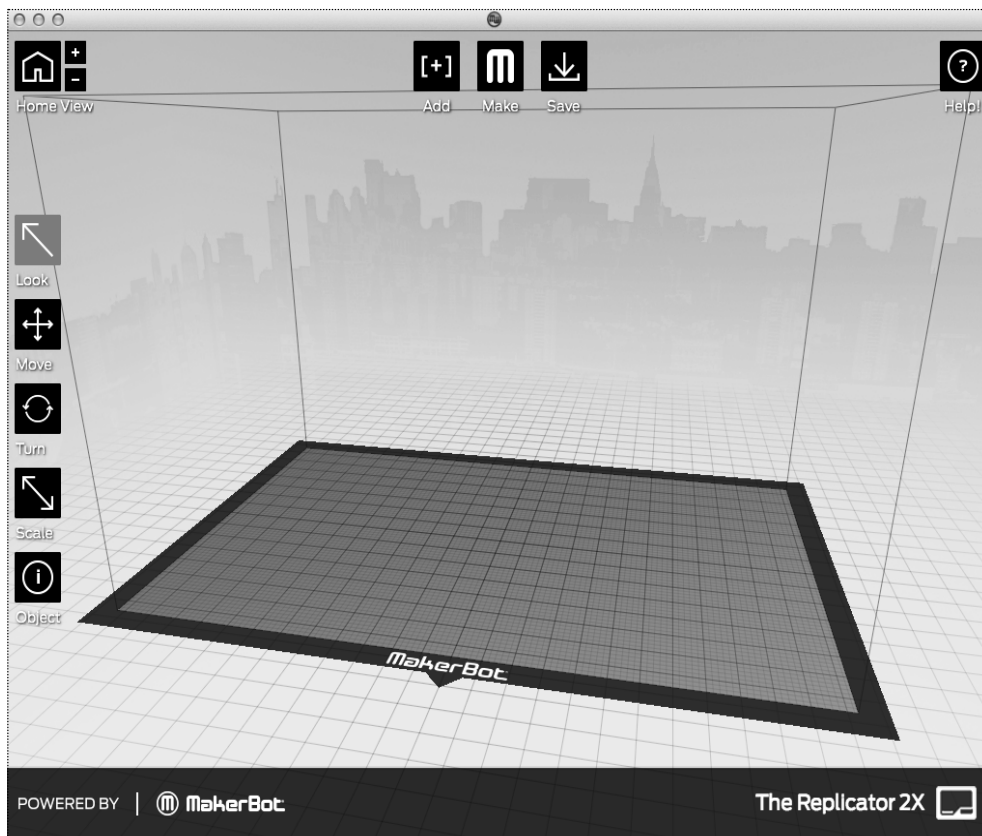 Home View
+
-
[+]
Add
Make
Save
?
Help!
Look
Move
Turn
Scale
i
Object
MakerBot
POWERED BY | MakerBot
The Replicator 2X